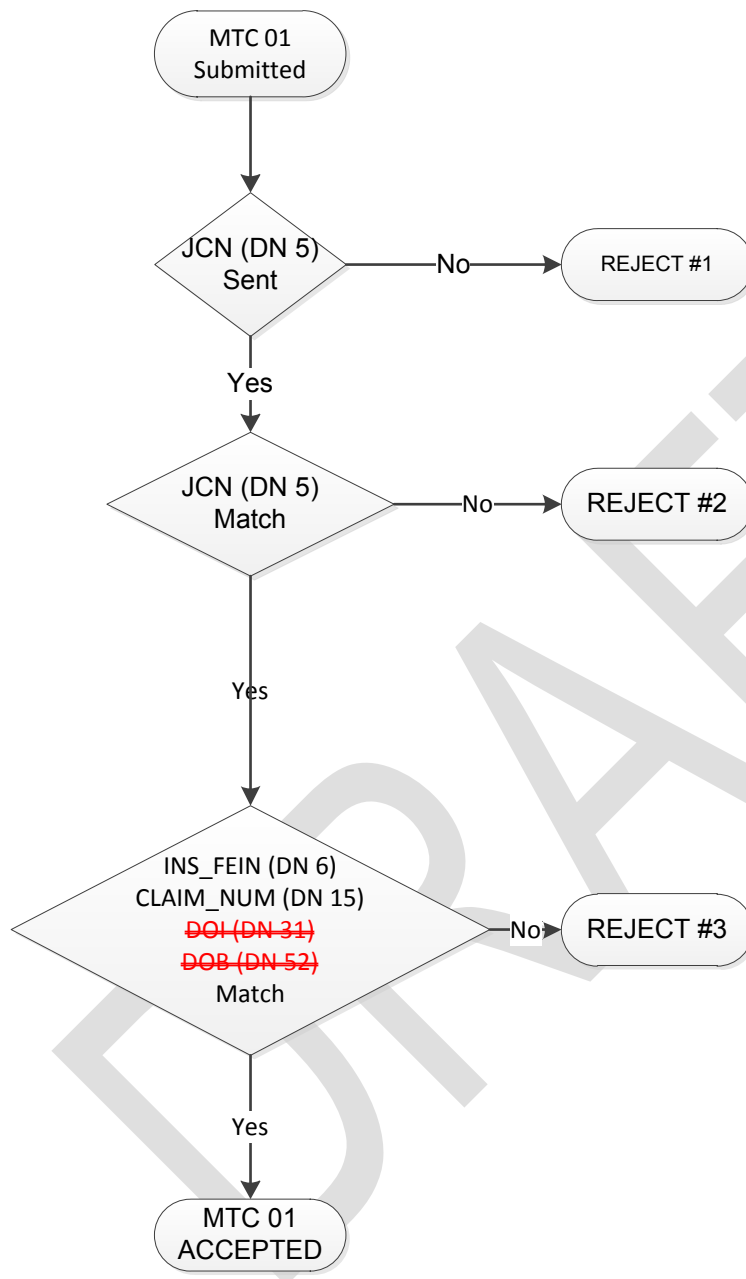 MTC 01
Submitted
JCN (DN 5)
Sent
No
REJECT #1
Yes
JCN (DN 5)
Match
No
REJECT #2
Yes
INS_FEIN (DN 6)
CLAIM_NUM (DN 15)
DOI (DN 31)
DOB (DN 52)
Match
No
REJECT #3
Yes
MTC 01
ACCEPTED
DRAFT